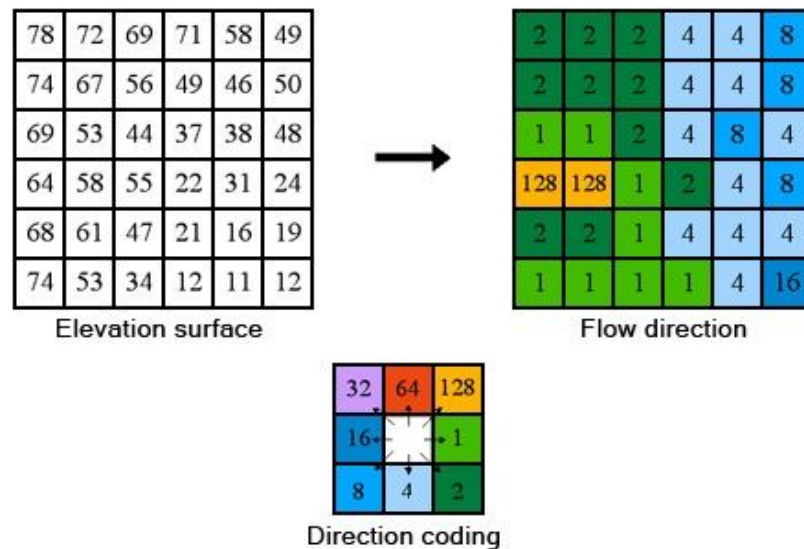 78 72 69 71 58 49
2 2 2 4 4 8
74 67 56 49 46 50
2 2 2 4 4 8
69 53 44 37 38 48
1 1 2 4 8 4
64 58 55 22 31 24
128 128 1 2 4 8
68 61 47 21 16 19
2 2 1 4 4 4
74 53 34 12 11 12
1 1 1 1 4 16
Elevation surface
Flow direction
32 64 128
16 1
8 4 2
Direction coding